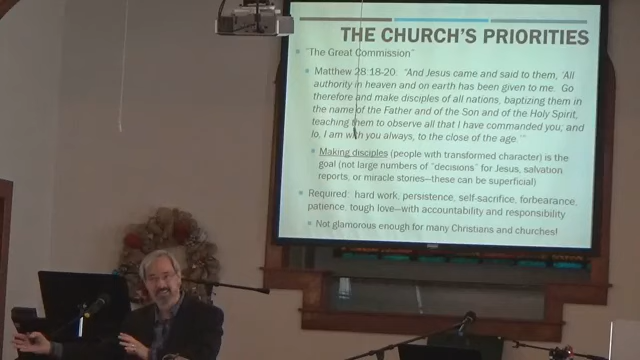 THE CHURCH'S PRIORITIES
"The Great Commission"
Matthew 28:18-20 "And Jesus came and said to them, 'All
authority in heaven and on earth has been given to me. Go
therefore and make disciples of all nations, baptizing them in
the name of the Father and of the Son and of the Holy Spirit,
teaching them to observe all that I have commanded you; and
lo, I am with you always, to the close of the age.'"
Making disciples (people with transformed character) is the
goal (not large numbers of "decisions" for Jesus, salvation
reports, or miracle stories—these can be superficial)
Required: hard work, persistence, self-sacrifice, forbearance,
patience, tough love—with accountability and responsibility
Not glamorous enough for many Christians and churches!